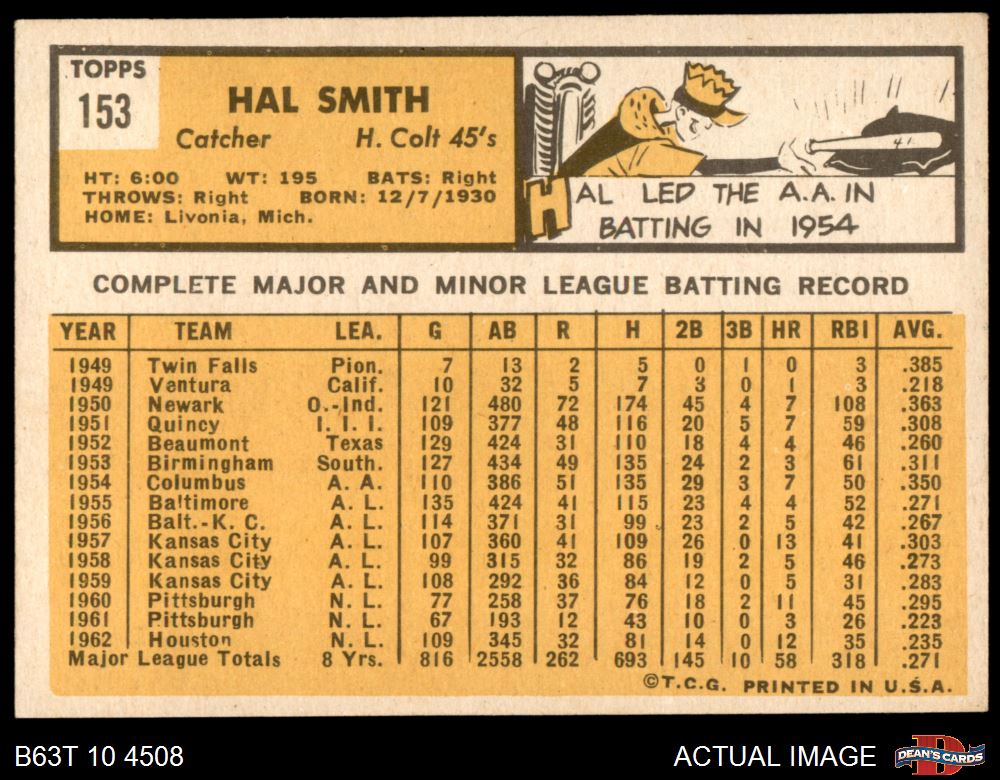 TOPPS
153
HAL SMITH
Catcher H. Colt 45's
HT: 6:00 WT: 195 BATS: Right
THROWS: Right BORN: 12/7/1930
HOME: Livonia, Mich.
41
HAL LED THE A.A. IN
BATTING IN 1954
COMPLETE MAJOR AND MINOR LEAGUE BATTING RECORD
YEAR TEAM LEA. G AB R H 2B 3B HR RBI AVG.
1949 Twin Falls Pion. 7 13 2 5 0 1 0 3 .385
1949 Ventura Calif. 10 32 5 7 3 0 1 3 .218
1950 Newark O.-Ind. 121 480 72 174 45 4 7 108 .363
1951 Quincy I. I. I. 109 377 48 116 20 5 7 59 .308
1952 Beaumont Texas 129 424 31 110 18 4 4 46 .260
1953 Birmingham South. 127 434 49 135 24 2 3 61 .311
1954 Columbus A. A. 110 386 51 135 29 3 7 50 .350
1955 Baltimore A. L. 135 424 41 115 23 4 4 52 .271
1956 Balt.-K. C. A. L. 114 371 31 99 23 2 5 42 .267
1957 Kansas City A. L. 107 360 41 109 26 0 13 41 .303
1958 Kansas City A. L. 99 315 32 86 19 2 5 46 .273
1959 Kansas City A. L. 108 292 36 84 12 0 5 31 .283
1960 Pittsburgh N. L. 77 258 37 76 18 2 11 45 .295
1961 Pittsburgh N. L. 67 193 12 43 10 0 3 26 .223
1962 Houston N. L. 109 345 32 81 14 0 12 35 .235
Major League Totals 8 Yrs. 816 2558 262 693 145 10 58 318 .271
©T.C.G. PRINTED IN U.S.A.
B63T 10 4508
ACTUAL IMAGE
DEAN'S CARDS